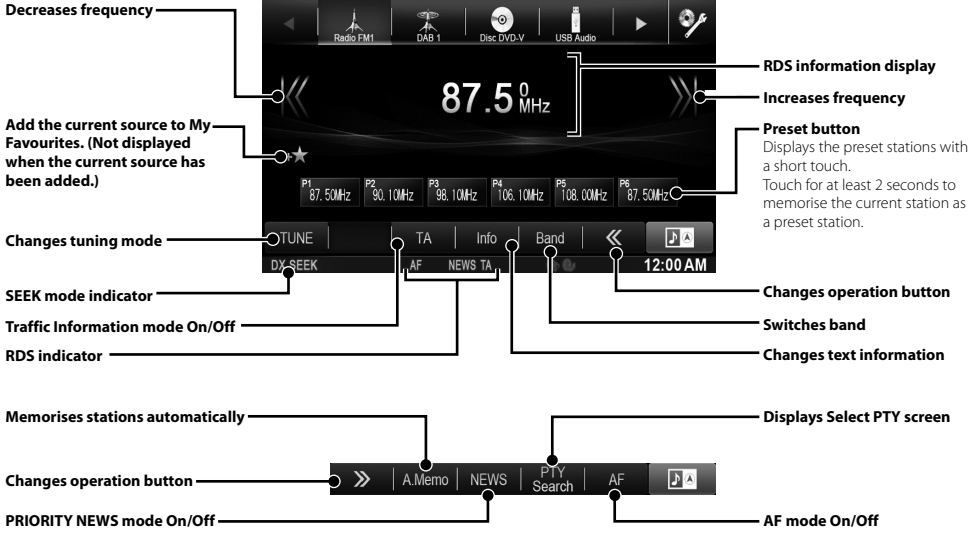 Decreases frequency
Radio FM1
DAB 1
Disc DVD-V
USB Audio
RDS information display
87.5 0 MHz
Increases frequency
Add the current source to My
Favourites. (Not displayed
when the current source has
been added.)
Preset button
Displays the preset stations with
a short touch.
Touch for at least 2 seconds to
memorise the current station as
a preset station.
P1 87.50MHz
P2 90.10MHz
P3 98.10MHz
P4 106.10MHz
P5 108.00MHz
P6 87.50MHz
Changes tuning mode
TUNE
TA
Info
Band
DX SEEK
AF
NEWS TA
12:00 AM
SEEK mode indicator
Changes operation button
Traffic Information mode On/Off
Switches band
RDS indicator
Changes text information
Memorises stations automatically
Displays Select PTY screen
Changes operation button
A.Memo
NEWS
PTY
Search
AF
PRIORITY NEWS mode On/Off
AF mode On/Off